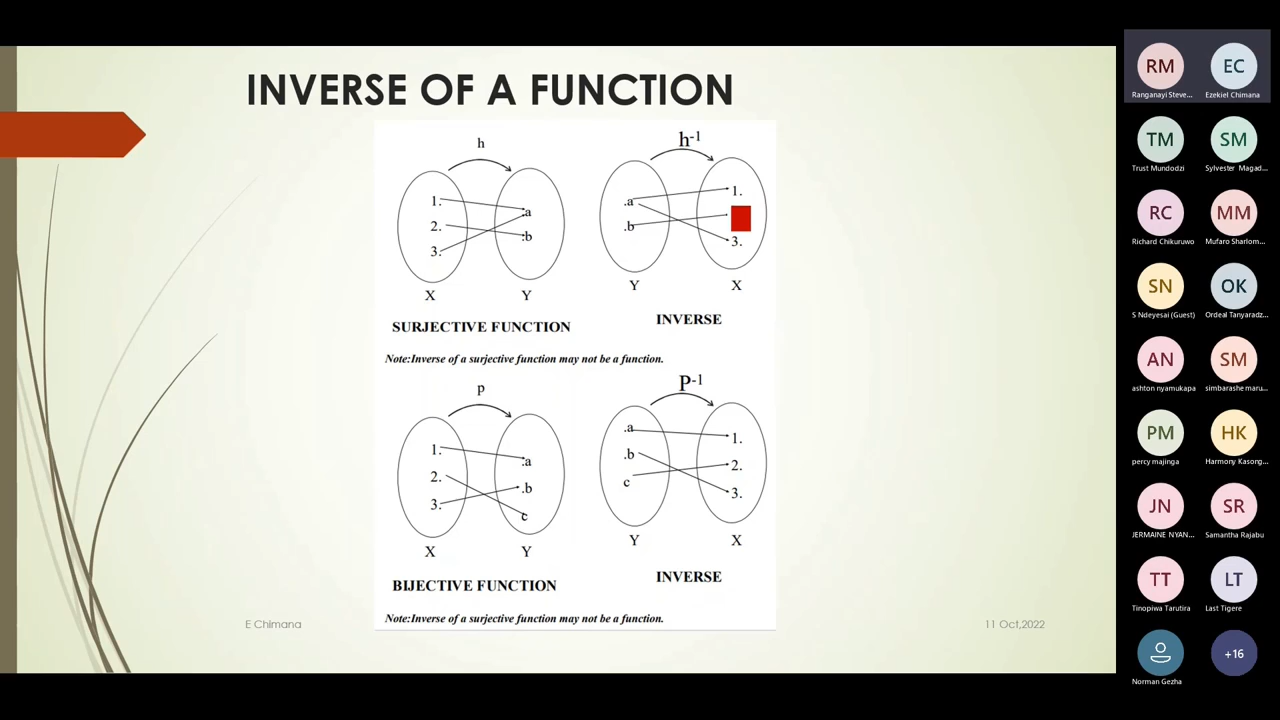 INVERSE OF A FUNCTION
h
h-1
1.
2.
3.
.a
.b
X
Y
.a
.b
1.
3.
Y
X
SURJECTIVE FUNCTION
INVERSE
Note:Inverse of a surjective function may not be a function.
p
P-1
1.
2.
3.
.a
.b
c
X
Y
.a
.b
c
1.
2.
3.
Y
X
BIJECTIVE FUNCTION
INVERSE
Note:Inverse of a surjective function may not be a function.
E Chimana
11 Oct,2022
RM
Ranganayi Steve...
EC
Ezekiel Chimana
TM
Trust Mundodzi
SM
Sylvester Magad...
RC
Richard Chikuruwo
MM
Mufaro Sharlom...
SN
S Ndeyesai (Guest)
OK
Ordeal Tanyaradz...
AN
ashton nyamukapa
SM
simbarashe maru...
PM
percy majinga
HK
Harmony Kasong...
JN
JERMAINE NYAN...
SR
Samantha Rajabu
TT
Tinopiwa Tarutira
LT
Last Tigere
Norman Gezha
+16